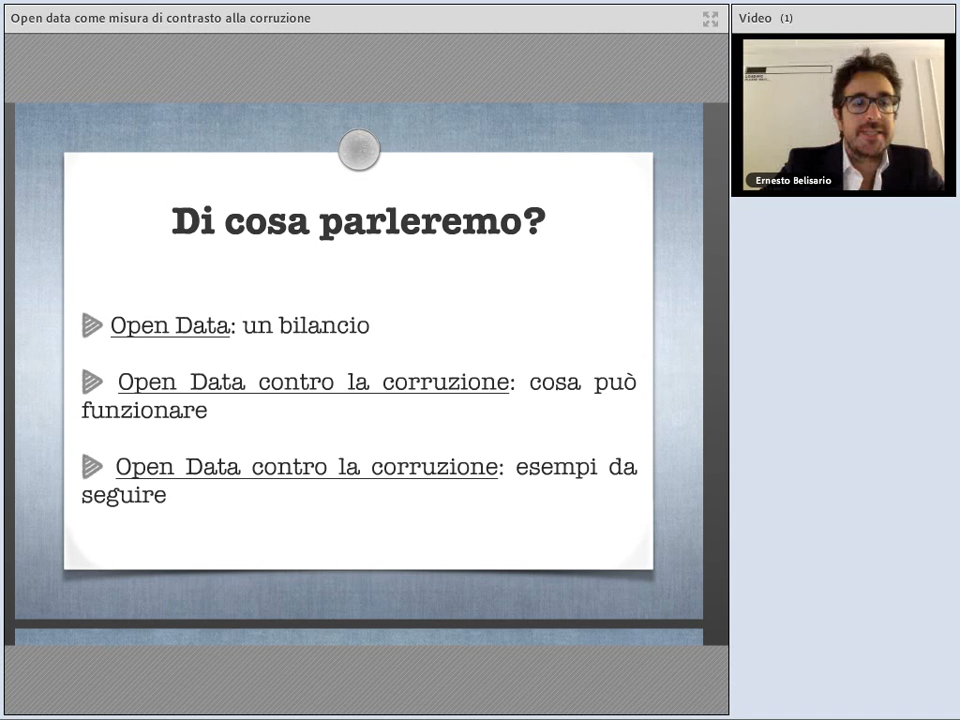 Open data come misura di contrasto alla corruzione
Video (1)
Ernesto Belisario
Di cosa parleremo?
Open Data: un bilancio
Open Data contro la corruzione: cosa può
funzionare
Open Data contro la corruzione: esempi da
seguire